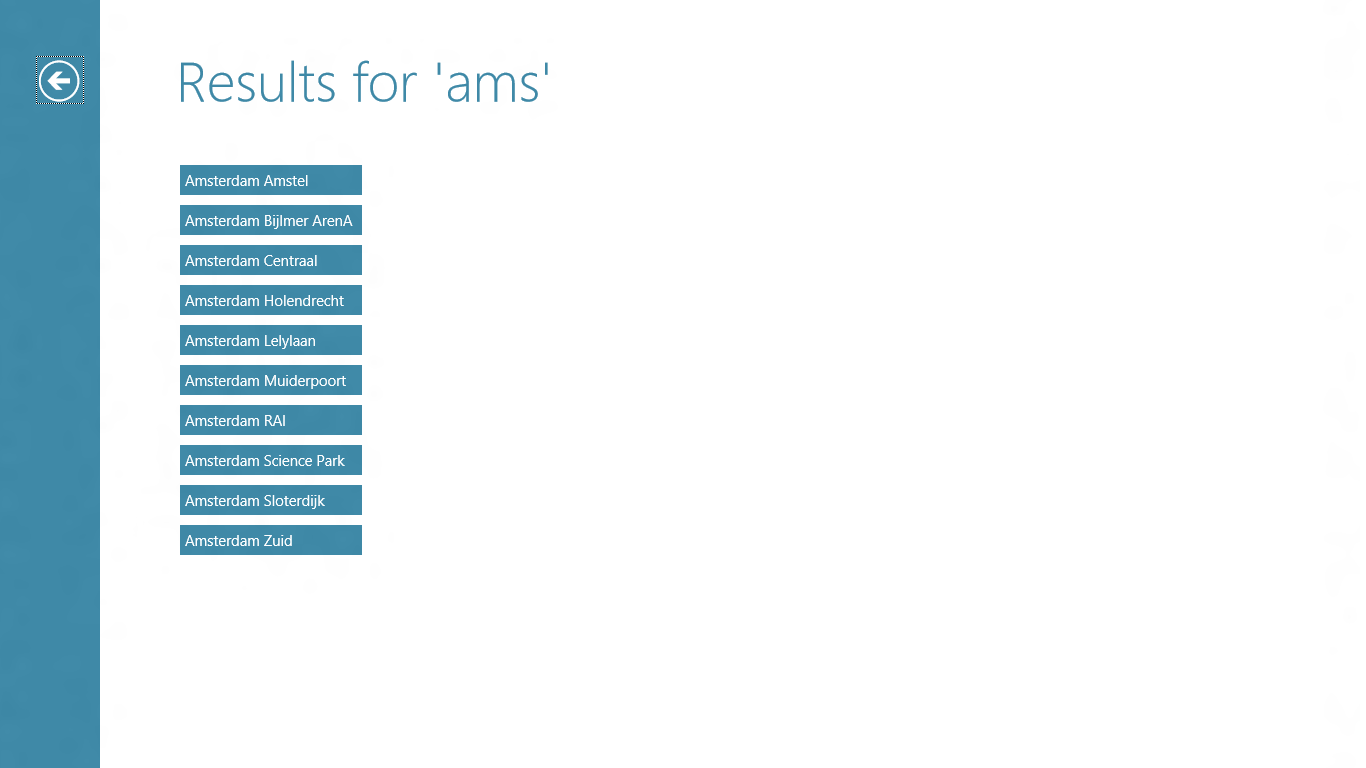 Results for 'ams'
Amsterdam Amstel
Amsterdam Bijlmer ArenA
Amsterdam Centraal
Amsterdam Holendrecht
Amsterdam Lelylaan
Amsterdam Muiderpoort
Amsterdam RAI
Amsterdam Science Park
Amsterdam Sloterdijk
Amsterdam Zuid